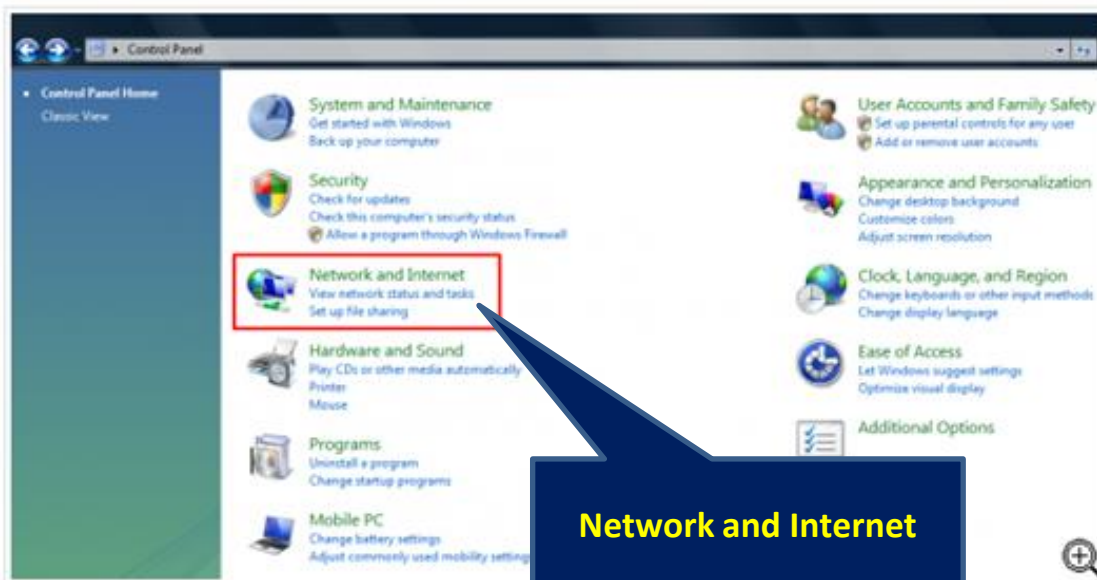 Control Panel
Control Panel Home
Classic View
System and Maintenance
Get started with Windows
Back up your computer
Security
Check for updates
Check this computer's security status
Allow a program through Windows Firewall
Network and Internet
View network status and tasks
Set up file sharing
Hardware and Sound
Play CDs or other media automatically
Printer
Mouse
Programs
Uninstall a program
Change startup programs
Mobile PC
Change battery settings
Adjust commonly used mobility settings
User Accounts and Family Safety
Set up parental controls for any user
Add or remove user accounts
Appearance and Personalization
Change desktop background
Customize colors
Adjust screen resolution
Clock, Language, and Region
Change keyboards or other input methods
Change display language
Ease of Access
Let Windows suggest settings
Optimize visual display
Additional Options
Network and Internet